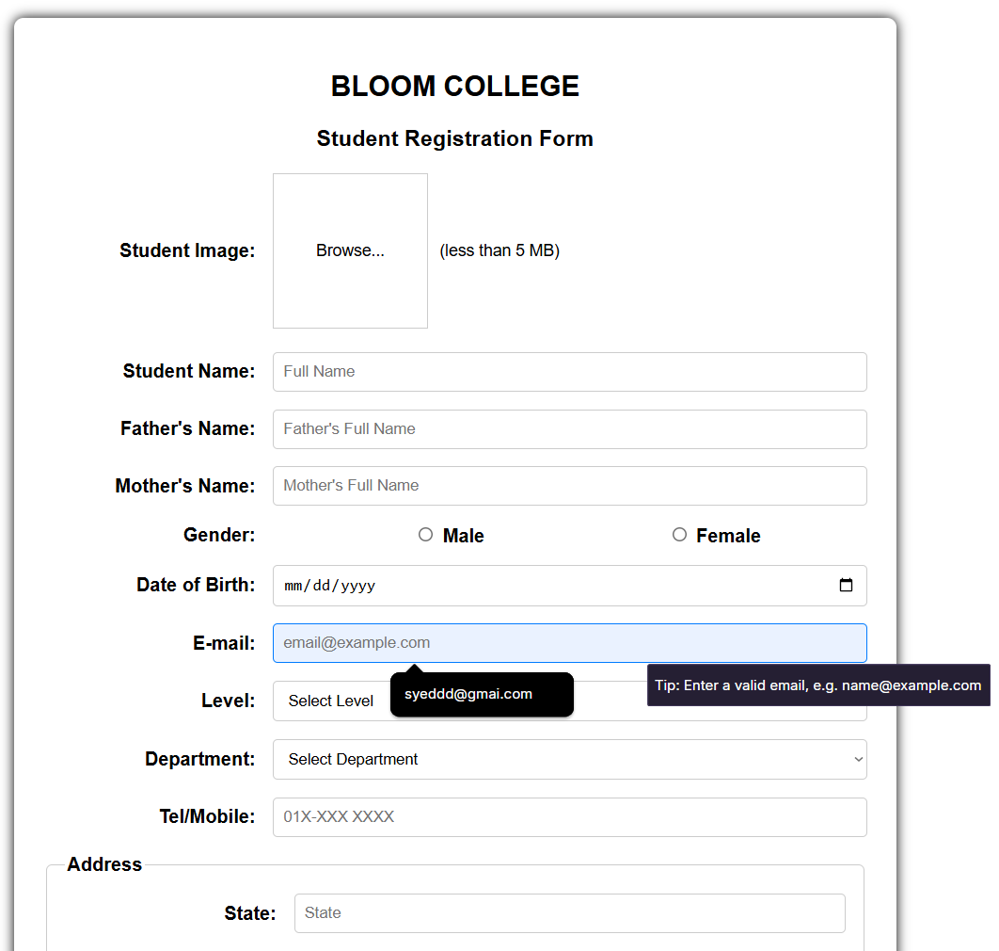 BLOOM COLLEGE
Student Registration Form
Student Image: Browse... (less than 5 MB)
Student Name: Full Name
Father's Name: Father's Full Name
Mother's Name: Mother's Full Name
Gender: Male Female
Date of Birth: mm/dd/yyyy
E-mail: email@example.com
Tip: Enter a valid email, e.g. name@example.com
syeddd@gmai.com
Level: Select Level
Department: Select Department
Tel/Mobile: 01X-XXX XXXX
Address
State: State